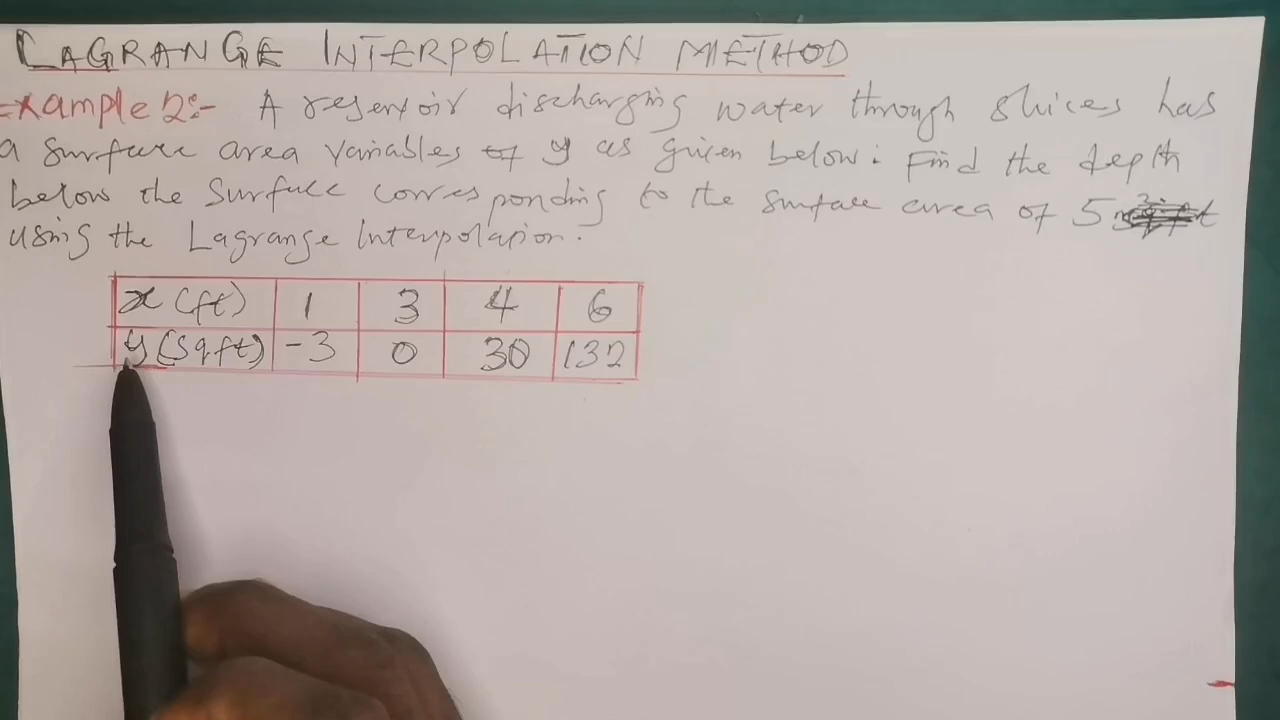 LAGRANGE INTERPOLATION METHOD
Example 2:- A reservoir discharging water through sluices has
a surface area variables of y as given below: Find the depth
below the surface corresponding to the surface area of 5
using the Lagrange Interpolation.
x (ft) 1 3 4 6
y (sqft) -3 0 30 132